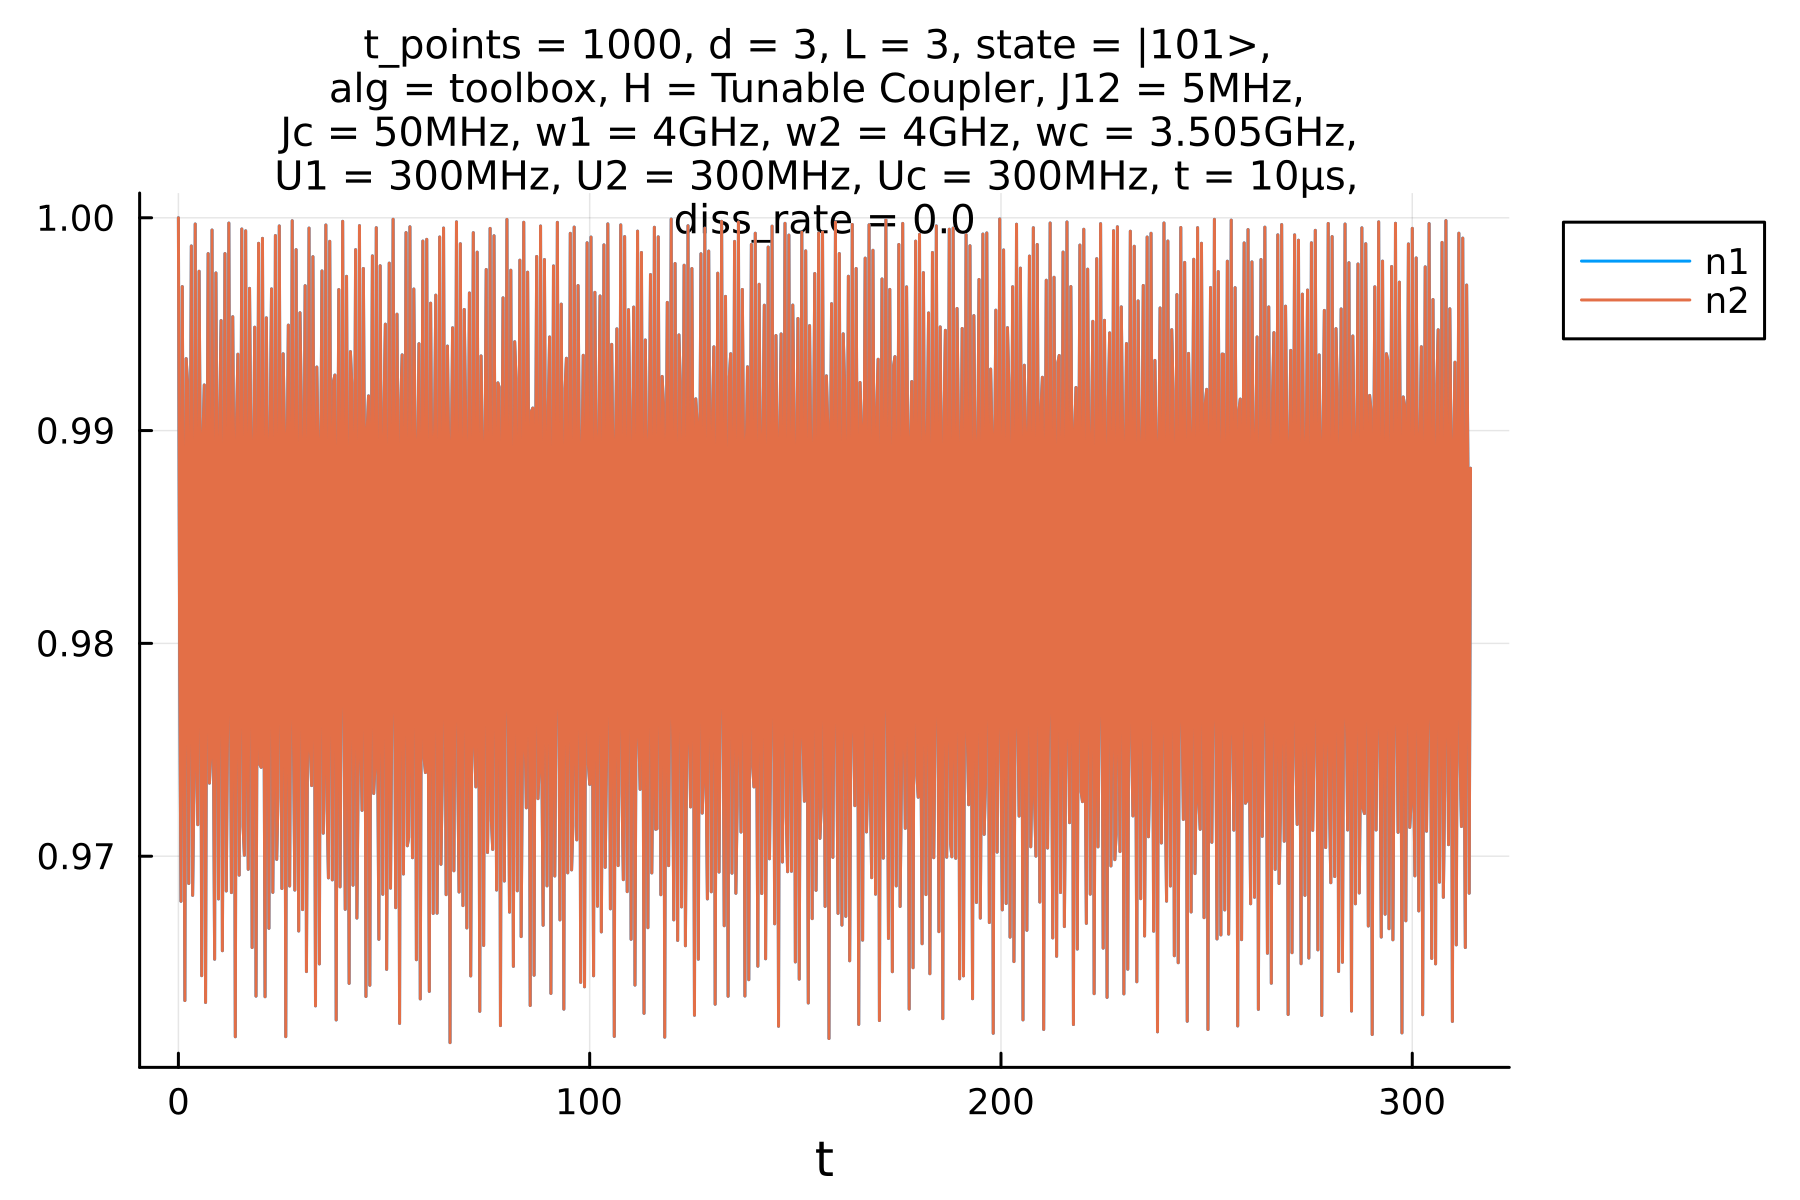 t_points = 1000, d = 3, L = 3, state = |101>,
alg = toolbox, H = Tunable Coupler, J12 = 5MHz,
Jc = 50MHz, w1 = 4GHz, w2 = 4GHz, wc = 3.505GHz,
U1 = 300MHz, U2 = 300MHz, Uc = 300MHz, t = 10μs,
diss_rate = 0.0
1.00
0.99
0.98
0.97
n1
n2
0 100 200 300
t